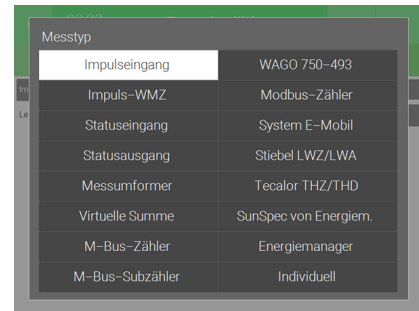 Messtyp
Impulseingang
WAGO 750-493
Impuls-WMZ
Modbus-Zähler
Statuseingang
System E-Mobil
Statusausgang
Stiebel LWZ/LWA
Messumformer
Tecalor THZ/THD
Virtuelle Summe
SunSpec von Energiem.
M-Bus-Zähler
Energiemanager
M-Bus-Subzähler
Individuell